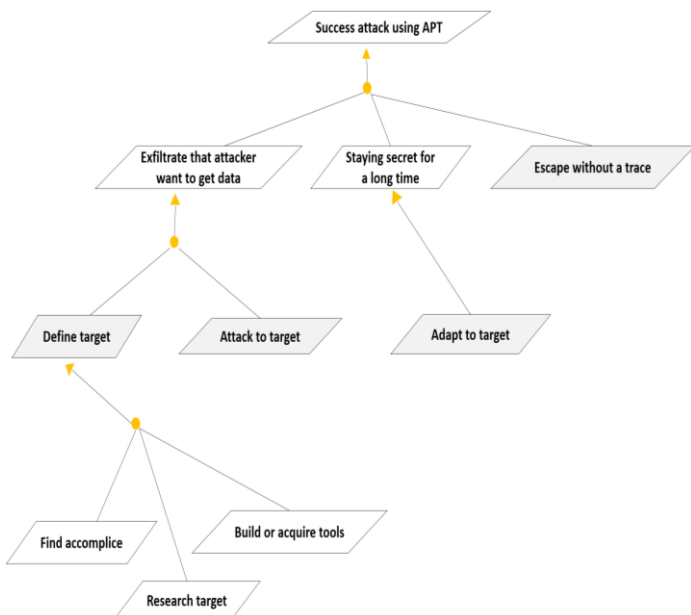 Success attack using APT
Exfiltrate that attacker
want to get data
Staying secret for
a long time
Escape without a trace
Define target
Attack to target
Adapt to target
Find accomplice
Build or acquire tools
Research target